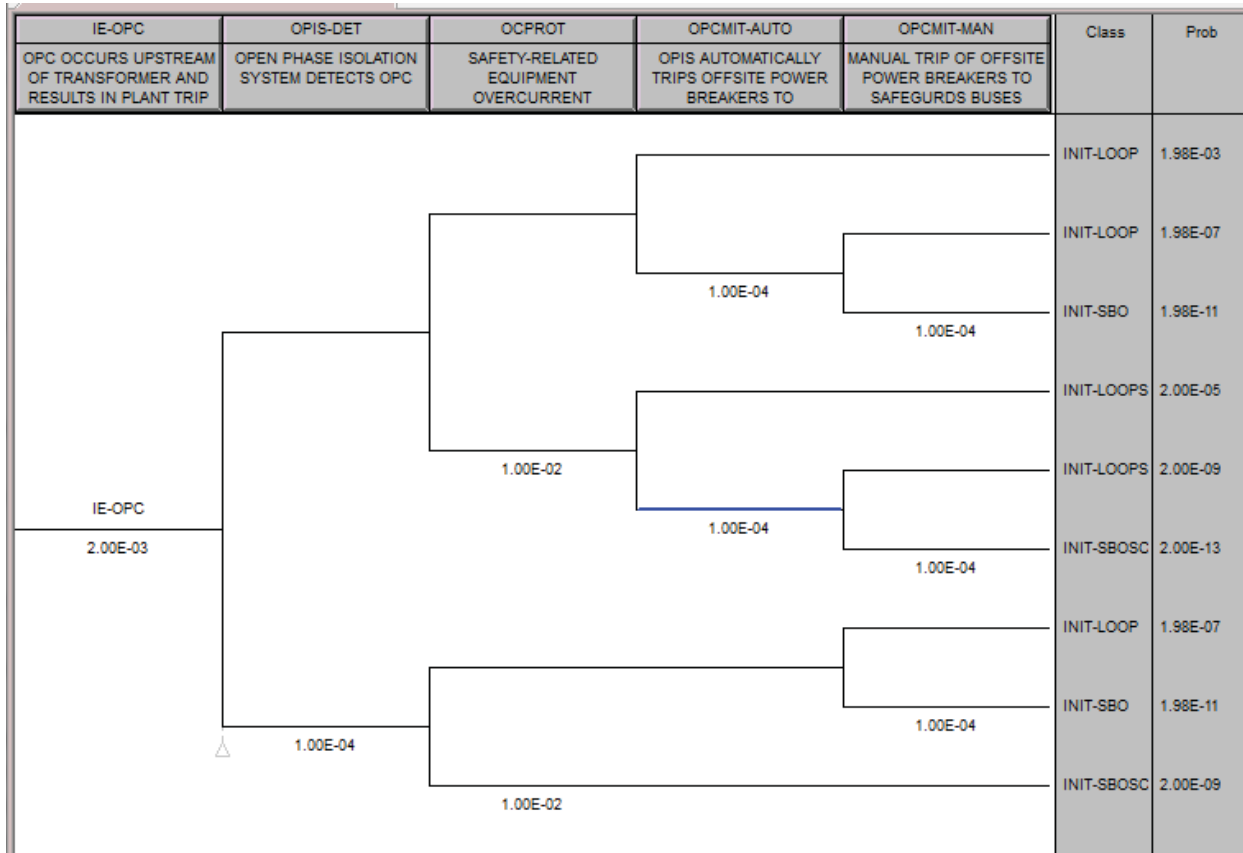 IE-OPC
OPIS-DET
OCPROT
OPCMIT-AUTO
OPCMIT-MAN
Class
Prob
OPC OCCURS UPSTREAM
OF TRANSFORMER AND
RESULTS IN PLANT TRIP
OPEN PHASE ISOLATION
SYSTEM DETECTS OPC
SAFETY-RELATED
EQUIPMENT
OVERCURRENT
OPIS AUTOMATICALLY
TRIPS OFFSITE POWER
BREAKERS TO
MANUAL TRIP OF OFFSITE
POWER BREAKERS TO
SAFEGURDS BUSES
INIT-LOOP 1.98E-03
INIT-LOOP 1.98E-07
1.00E-04
INIT-SBO 1.98E-11
1.00E-04
INIT-LOOPS 2.00E-05
1.00E-02
INIT-LOOPS 2.00E-09
IE-OPC
1.00E-04
2.00E-03
INIT-SBOSC 2.00E-13
1.00E-04
INIT-LOOP 1.98E-07
INIT-SBO 1.98E-11
1.00E-04
1.00E-04
INIT-SBOSC 2.00E-09
1.00E-02